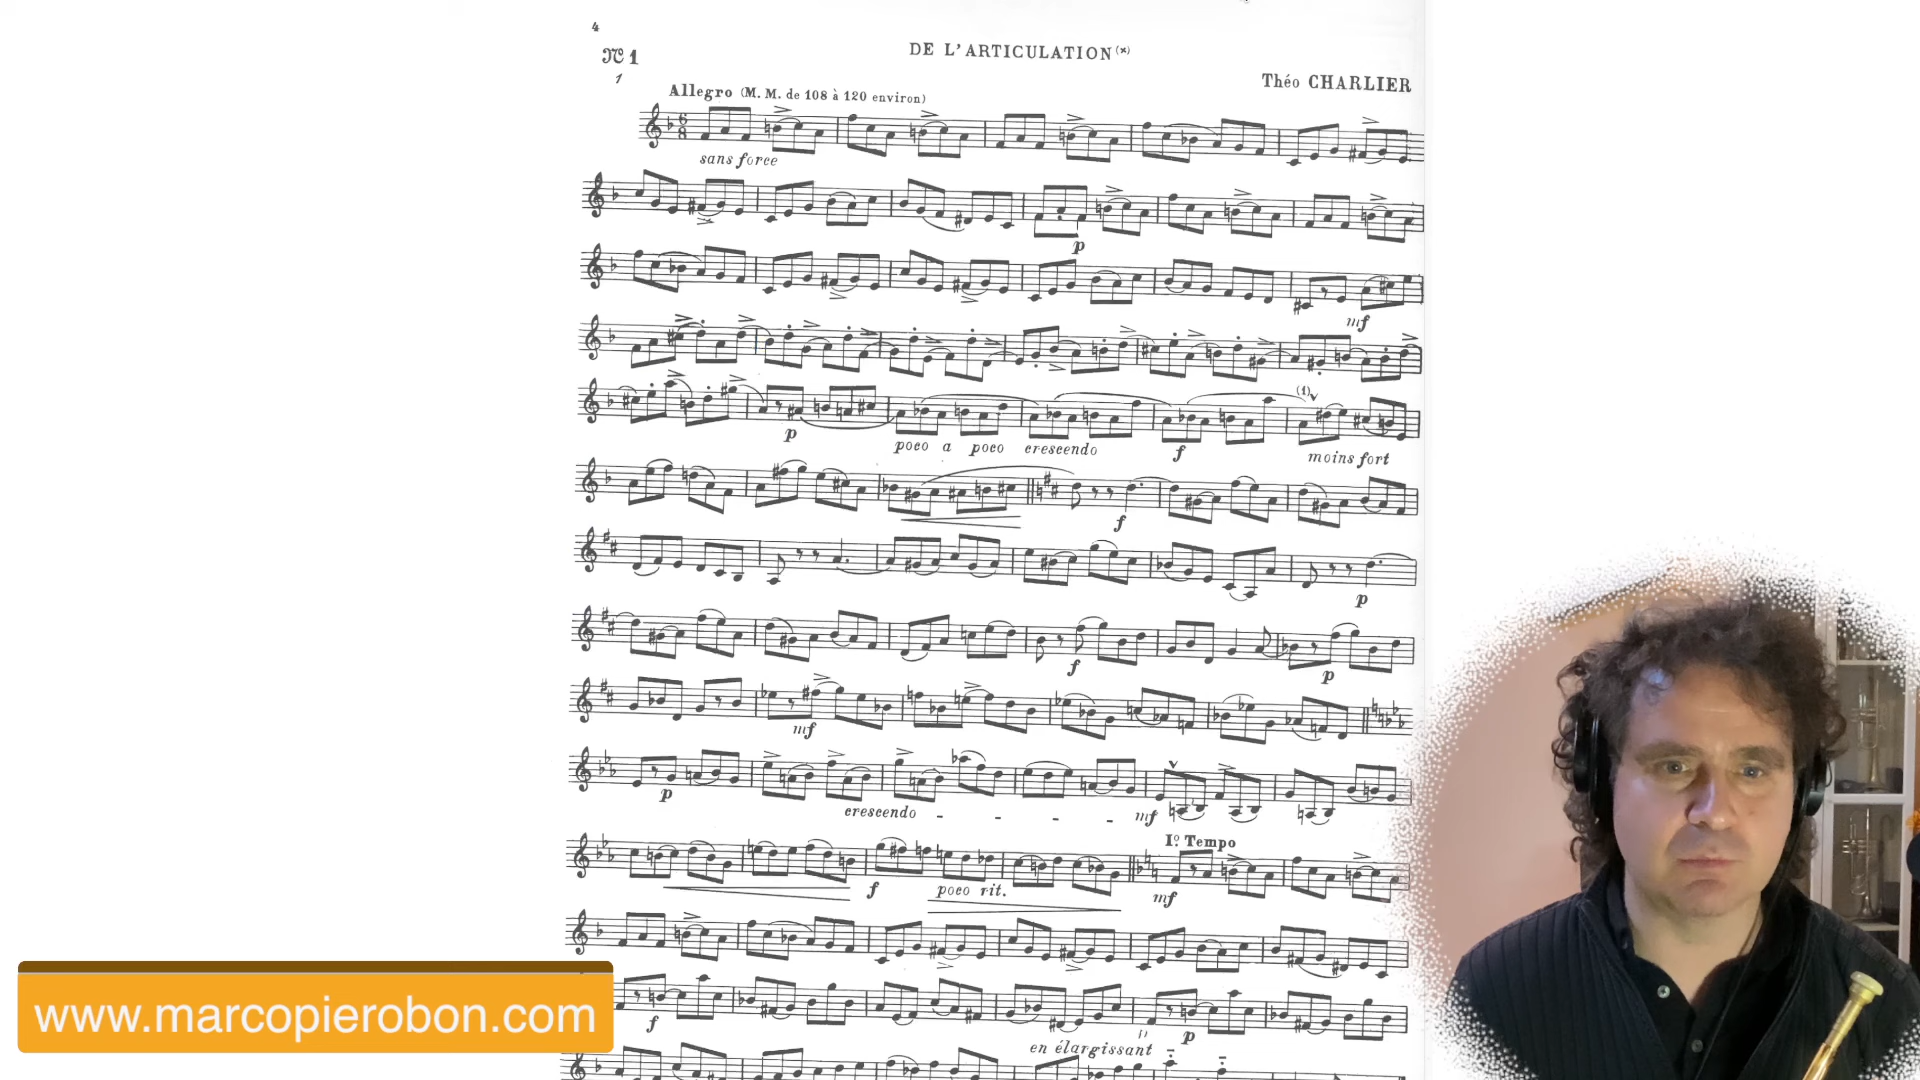 4
DE L'ARTICULATION (×)
№ 1
1
Théo CHARLIER
Allegro (M. M. de 108 à 120 environ)
sans force
p
mf
(1)
p
poco a poco crescendo
f
moins fort
f
p
f
p
mf
p
crescendo - - - - mf
Iº. Tempo
f
poco rit.
mf
f
p
en élargissant
www.marcopierobon.com